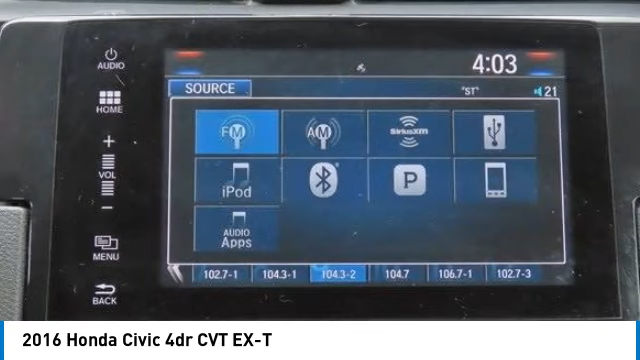 AUDIO
4:03
SOURCE
"ST"
21
HOME
FM
AM
SiriusXM
VOL
iPod
P
AUDIO
Apps
MENU
102.7-1
104.3-1
104.3-2
104.7
106.7-1
102.7-3
BACK
2016 Honda Civic 4dr CVT EX-T